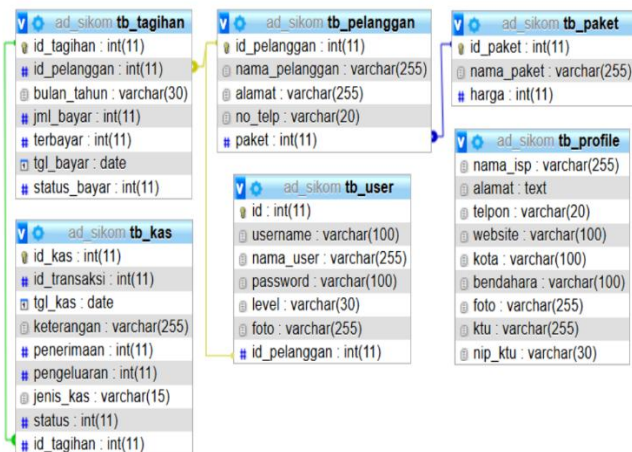 ad_sikom tb_tagihan
id_tagihan : int(11)
id_pelanggan : int(11)
bulan_tahun : varchar(30)
jml_bayar : int(11)
terbayar : int(11)
tgl_bayar : date
status_bayar : int(11)
ad_sikom tb_pelanggan
id_pelanggan : int(11)
nama_pelanggan : varchar(255)
alamat : varchar(255)
no_telp : varchar(20)
paket : int(11)
ad_sikom tb_paket
id_paket : int(11)
nama_paket : varchar(255)
harga : int(11)
ad_sikom tb_kas
id_kas : int(11)
id_transaksi : int(11)
tgl_kas : date
keterangan : varchar(255)
penerimaan : int(11)
pengeluaran : int(11)
jenis_kas : varchar(15)
status : int(11)
id_tagihan : int(11)
ad_sikom tb_user
id : int(11)
username : varchar(100)
nama_user : varchar(255)
password : varchar(100)
level : varchar(30)
foto : varchar(255)
id_pelanggan : int(11)
ad_sikom tb_profile
nama_isp : varchar(255)
alamat : text
telpon : varchar(20)
website : varchar(100)
kota : varchar(100)
bendahara : varchar(100)
foto : varchar(255)
ktu : varchar(255)
nip_ktu : varchar(30)